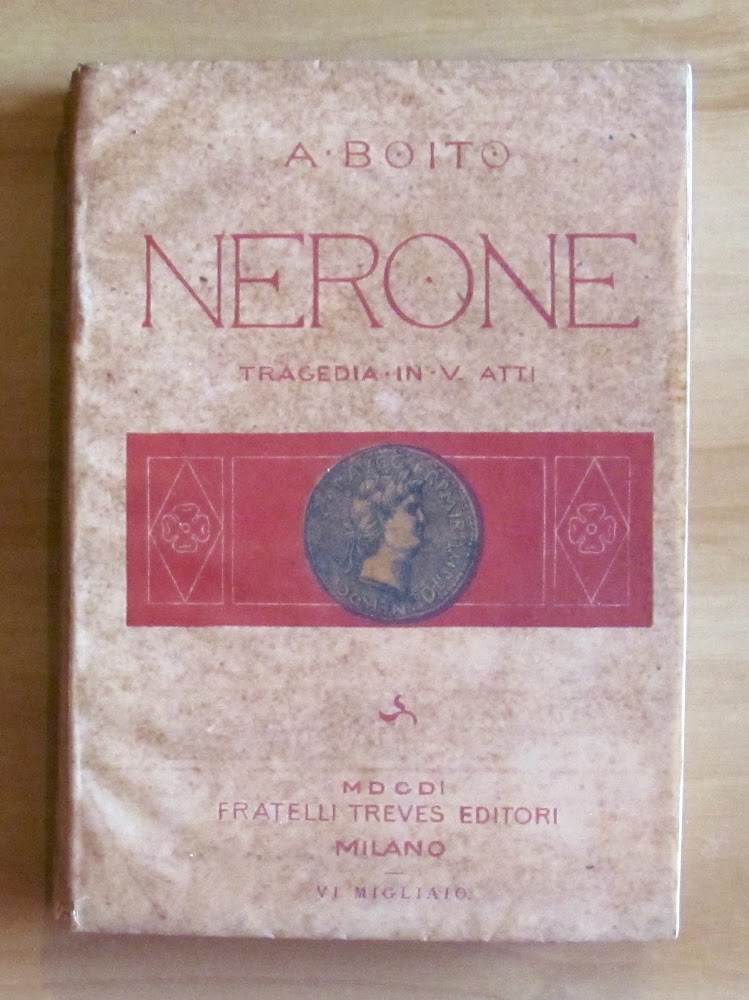 A·BOITO
NERONE
TRAGEDIA·IN·V. ATTI
MDCDI
FRATELLI TREVES EDITORI
MILANO
VI MIGLIAIO.